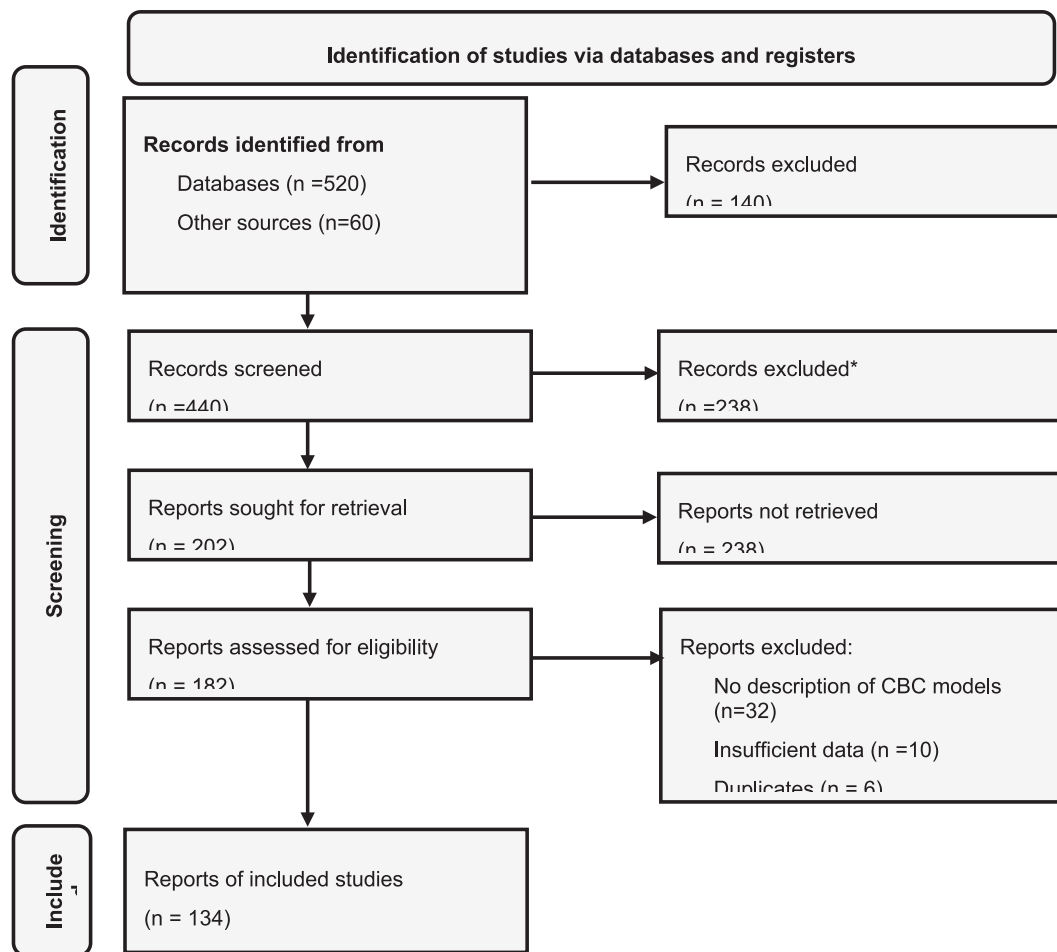 Identification of studies via databases and registers
Identification
Records identified from
Databases (n =520)
Other sources (n=60)
Records excluded
(n = 140)
Screening
Records screened
(n =440)
Records excluded*
(n =238)
Reports sought for retrieval
(n = 202)
Reports not retrieved
(n = 238)
Reports assessed for eligibility
(n = 182)
Reports excluded:
No description of CBC models
(n=32)
Insufficient data (n =10)
Duplicates (n = 6)
Include
Reports of included studies
(n = 134)